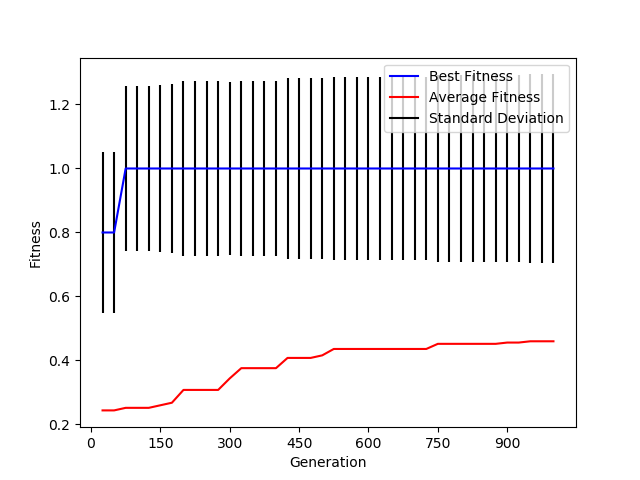 Best Fitness
Average Fitness
Standard Deviation
1.2
1.0
0.8
0.6
0.4
0.2
Fitness
0 150 300 450 600 750 900
Generation